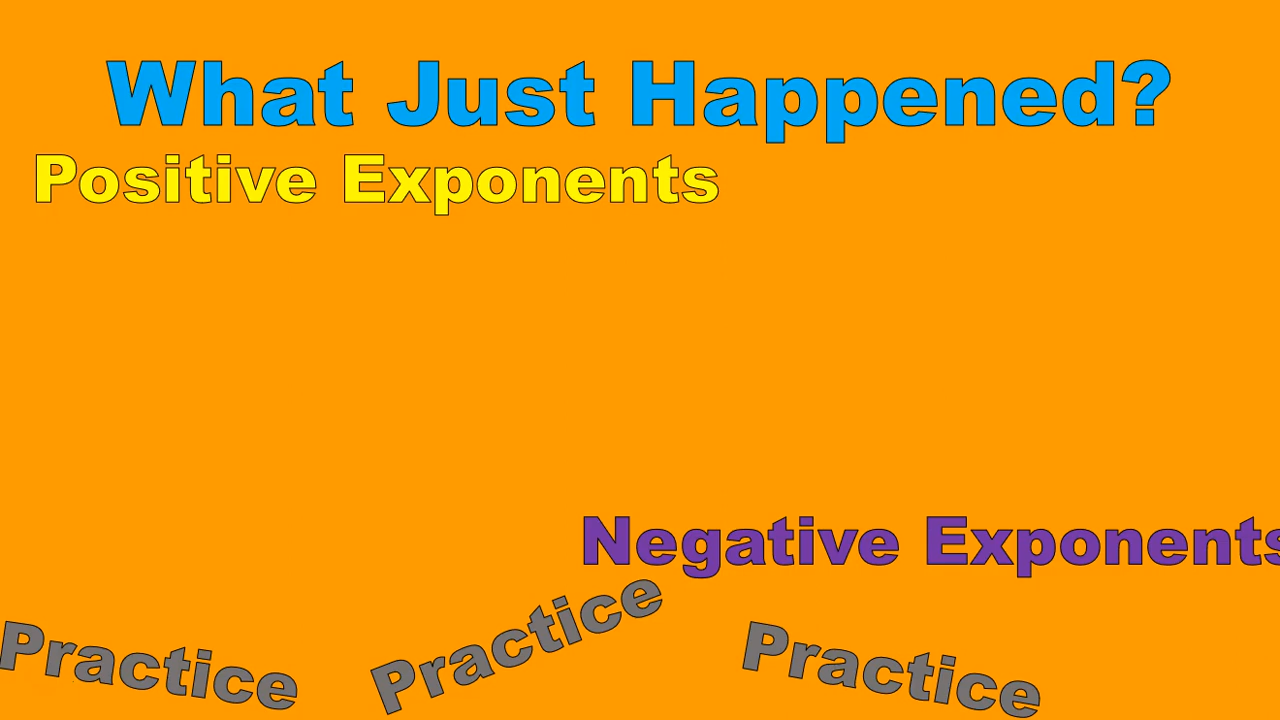 What Just Happened?
Positive Exponents
Negative Exponents
Practice
Practice
Practice